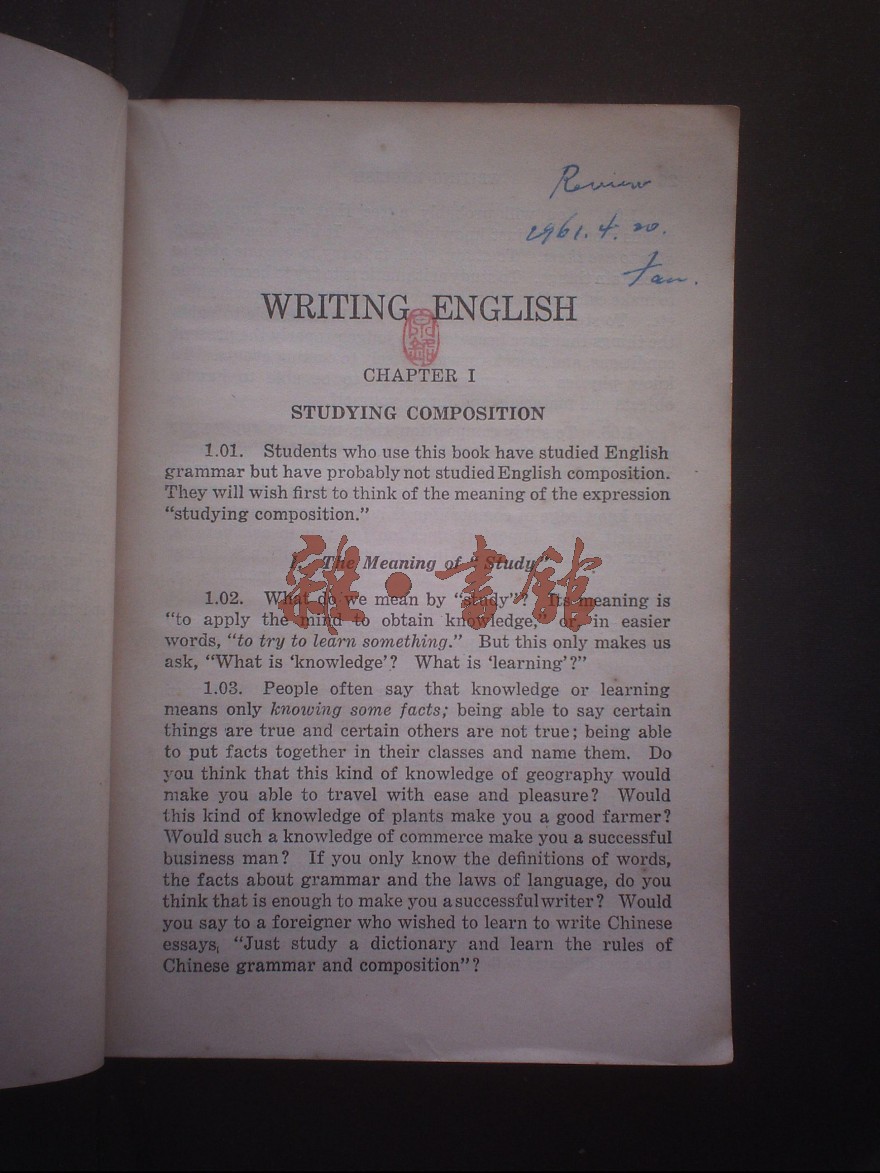 Review
1961.4.20.
Fan.
WRITING ENGLISH
CHAPTER I
STUDYING COMPOSITION
1.01. Students who use this book have studied English
grammar but have probably not studied English composition.
They will wish first to think of the meaning of the expression
“studying composition.”
I. The Meaning of “Study”
雜·書館
1.02. What do we mean by “study”? Its meaning is
“to apply the mind to obtain knowledge,” or, in easier
words, “to try to learn something.” But this only makes us
ask, “What is ‘knowledge’? What is ‘learning’?”
1.03. People often say that knowledge or learning
means only knowing some facts; being able to say certain
things are true and certain others are not true; being able
to put facts together in their classes and name them. Do
you think that this kind of knowledge of geography would
make you able to travel with ease and pleasure? Would
this kind of knowledge of plants make you a good farmer?
Would such a knowledge of commerce make you a successful
business man? If you only know the definitions of words,
the facts about grammar and the laws of language, do you
think that is enough to make you a successful writer? Would
you say to a foreigner who wished to learn to write Chinese
essays, “Just study a dictionary and learn the rules of
Chinese grammar and composition”?